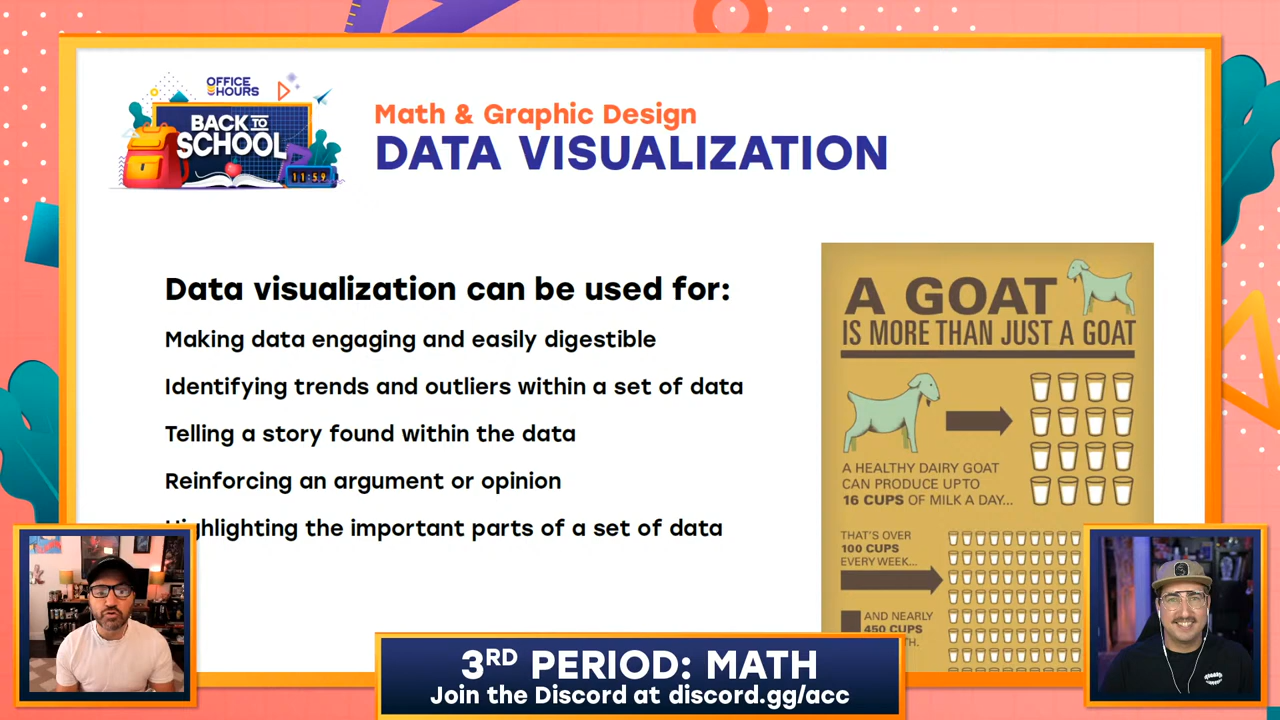 OFFICE
HOURS
BACK TO
SCHOOL
11:59
Math & Graphic Design
DATA VISUALIZATION
Data visualization can be used for:
Making data engaging and easily digestible
Identifying trends and outliers within a set of data
Telling a story found within the data
Reinforcing an argument or opinion
Highlighting the important parts of a set of data
A GOAT
IS MORE THAN JUST A GOAT
A HEALTHY DAIRY GOAT
CAN PRODUCE UP TO
16 CUPS OF MILK A DAY...
THAT'S OVER
100 CUPS
EVERY WEEK...
AND NEARLY
450 CUPS
3RD PERIOD: MATH
Join the Discord at discord.gg/acc